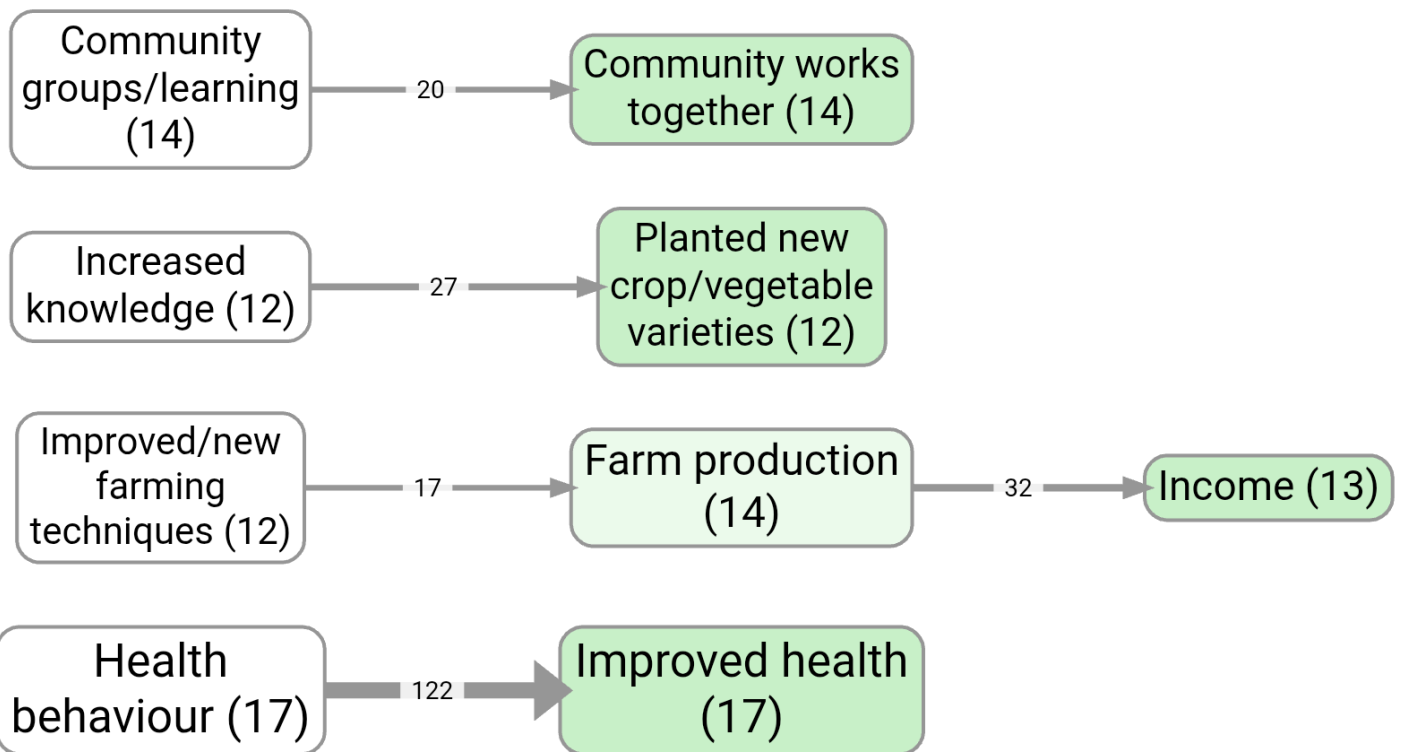 Community
groups/learning
(14)
20
Community works
together (14)
Increased
knowledge (12)
27
Planted new
crop/vegetable
varieties (12)
Improved/new
farming
techniques (12)
17
Farm production
(14)
32
Income (13)
Health
behaviour (17)
122
Improved health
(17)